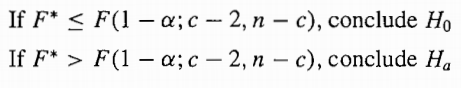 If F* ≤ F(1 − α; c − 2, n − c), conclude H₀
If F* > F(1 − α; c − 2, n − c), conclude Hₐ